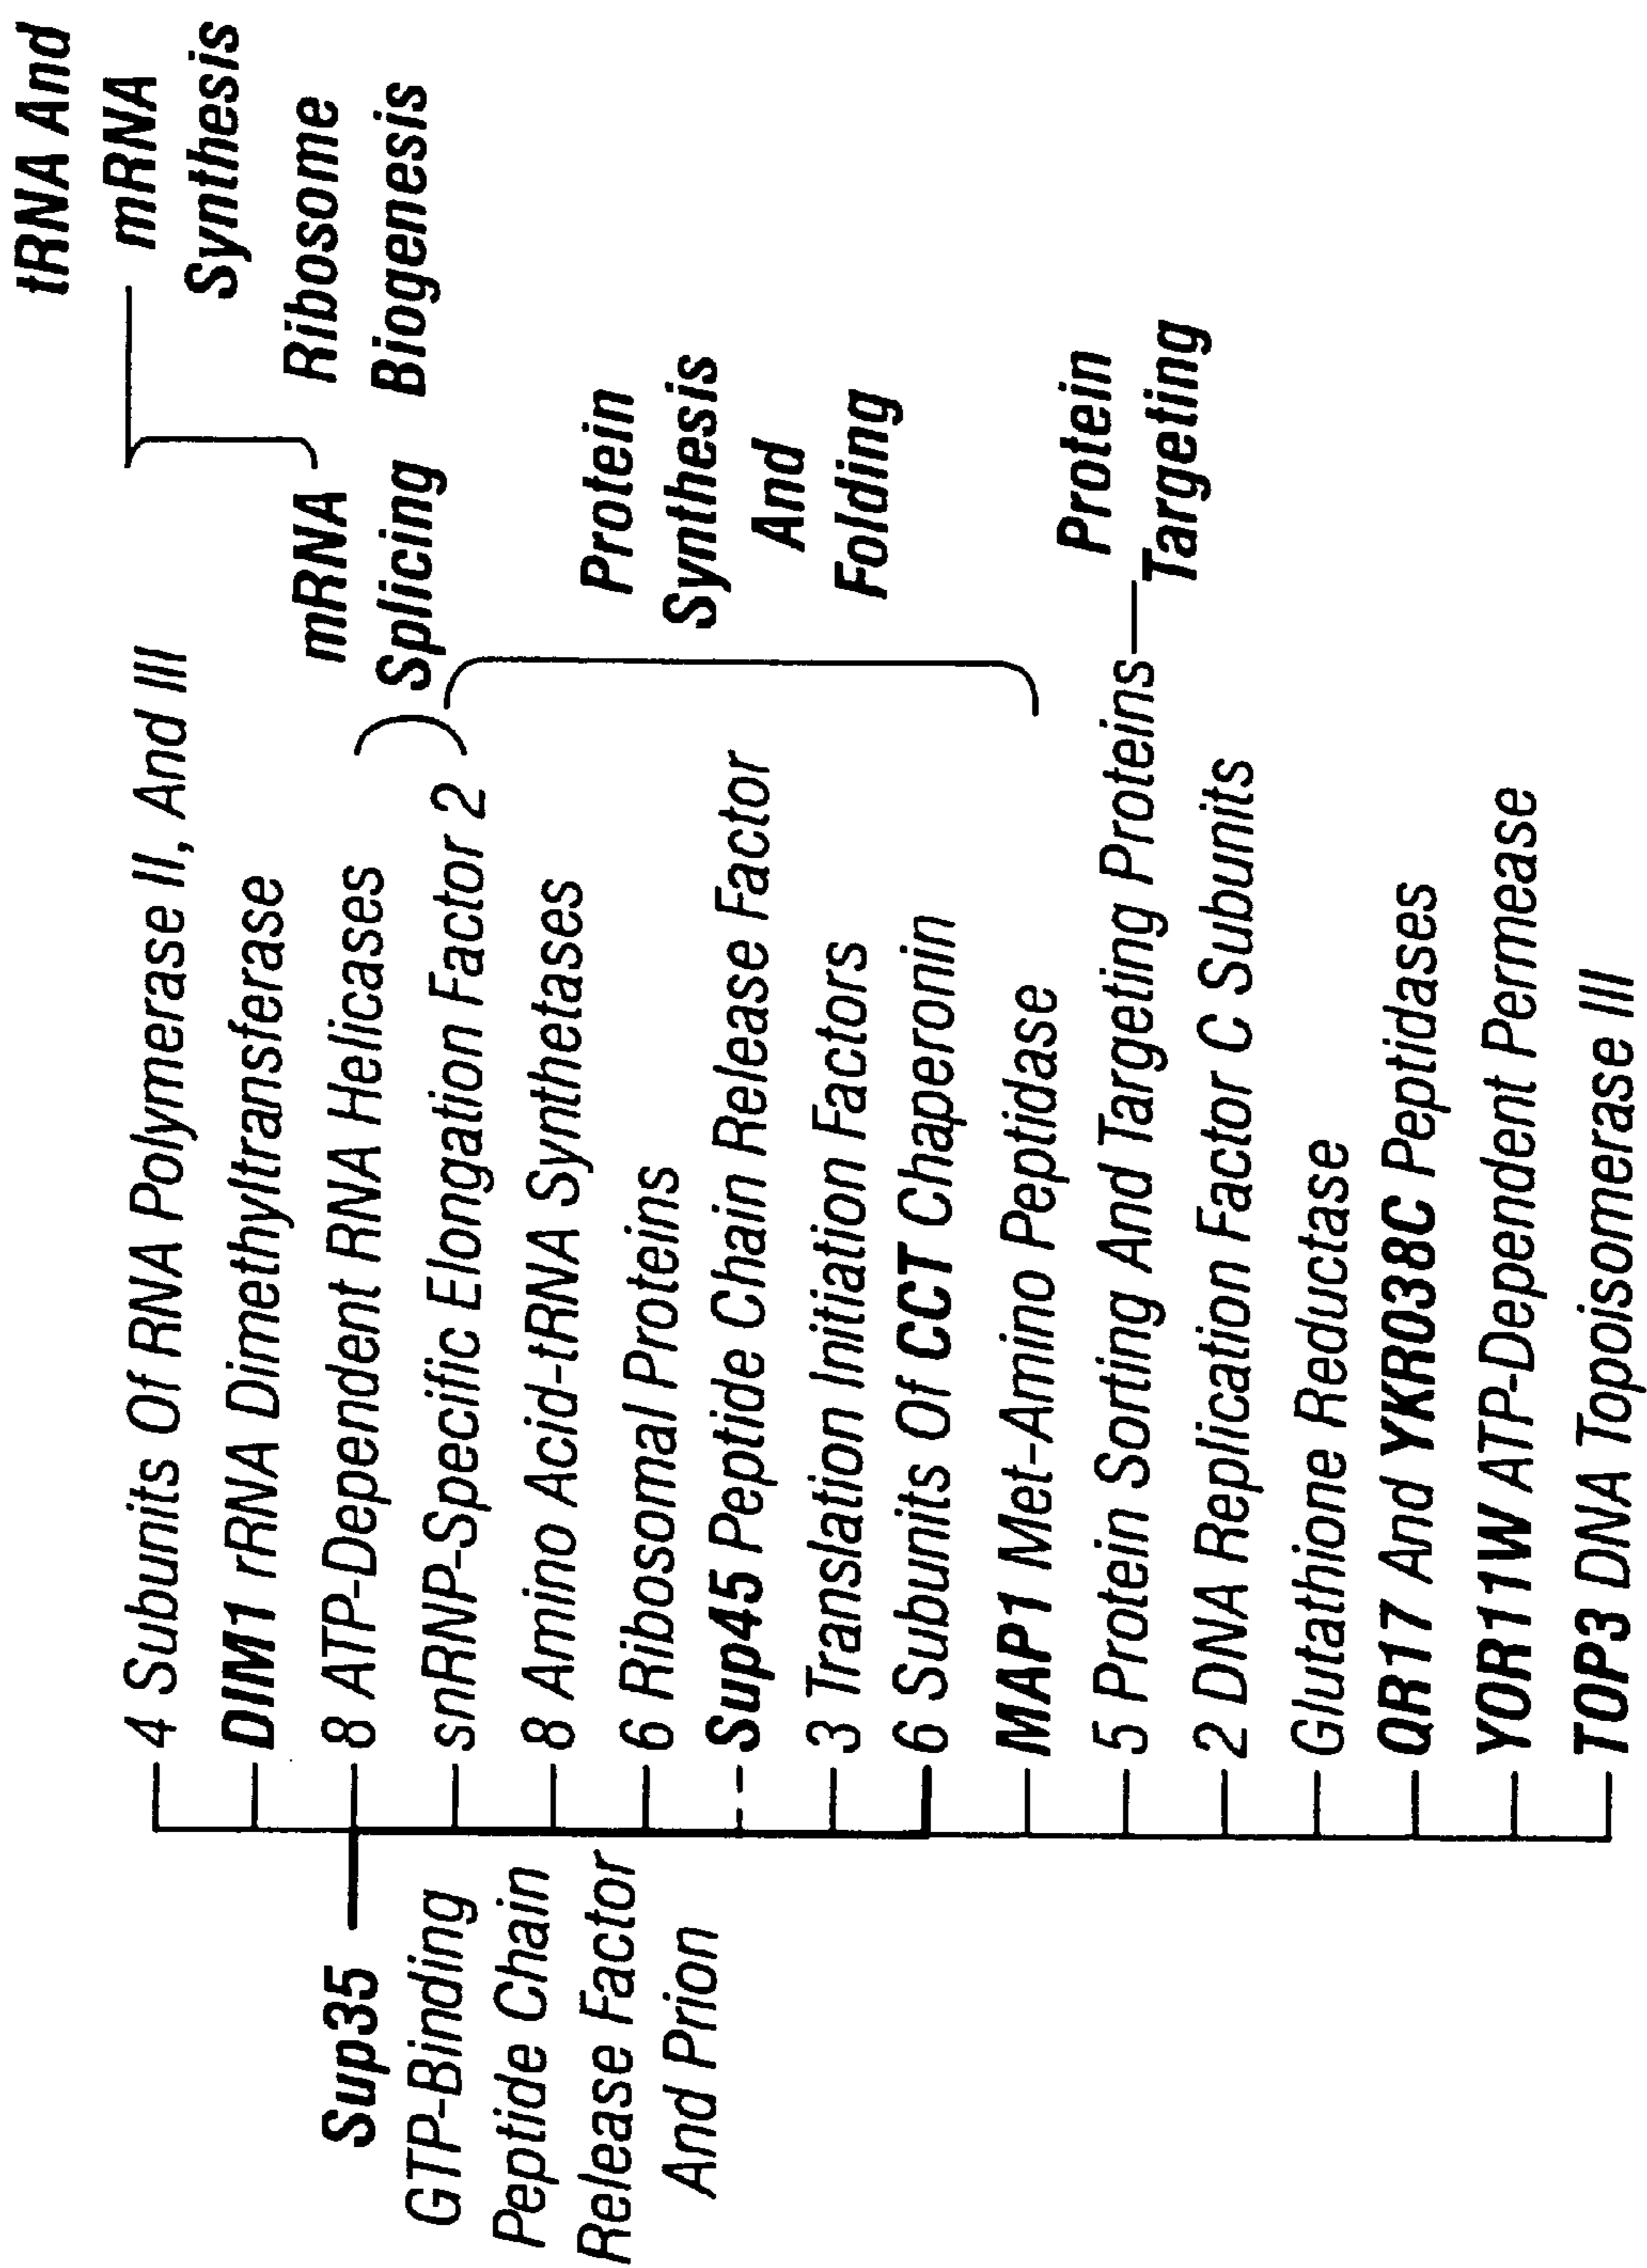 Sup35
GTP-Binding
Peptide Chain
Release Factor
And Prion
4 Subunits Of RNA Polymerase II, And III
DIM1 rRNA Dimethyltransferase
8 ATP-Dependent RNA Helicases
snRNP-Specific Elongation Factor 2
8 Amino Acid-tRNA Synthetases
6 Ribosomal Proteins
Sup45 Peptide Chain Release Factor
3 Translation Initiation Factors
6 Subunits Of CCT Chaperonin
MAP1 Met-Amino Peptidase
5 Protein Sorting And Targeting Proteins
2 DNA Replication Factor C Subunits
Glutathione Reductase
QR17 And YKR038C Peptidases
YOR11W ATP-Dependent Permease
TOP3 DNA Topoisomerase III
tRNA And
mRNA
Synthesis
Ribosome
Biogenesis
mRNA
Splicing
Protein
Synthesis
And
Folding
Protein
Targeting